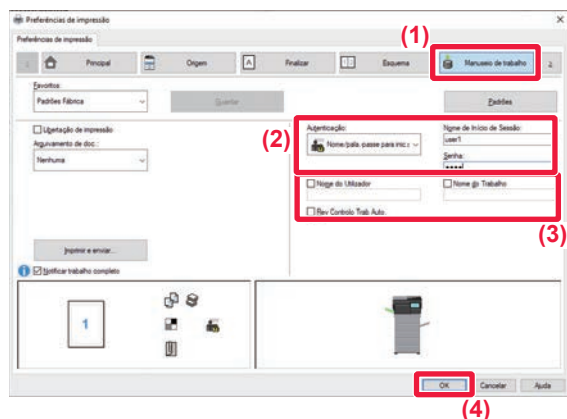 Preferências de impressão
Preferências de impressão
(1)
Principal
Origem
A
Finalizar
Esquema
Manuseio de trabalho
Favoritos:
Padrões Fábrica
Guardar
Padrões
Libertação de impressão
Arquivamento de doc.:
Nenhuma
(2)
Autenticação:
Nome/pala.-passe para inic.s
Nome de Início de Sessão:
user1
Senha:
••••
Nome do Utilizador
Nome do Trabalho
Rev Controlo Trab Auto.
(3)
Imprimir e enviar...
Notificar trabalho completo
1
OK
Cancelar
Ajuda
(4)